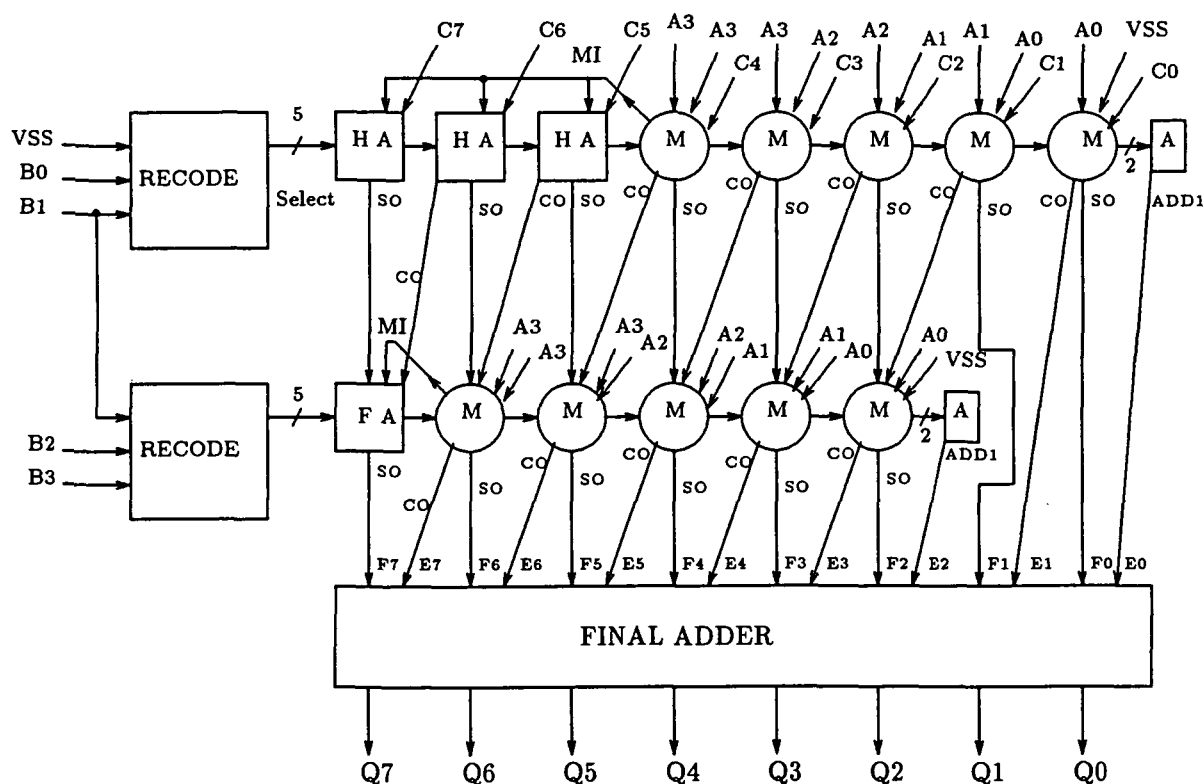 C7 C6 C5 A3 A3 A3 A2 A2 A1 A1 A0 A0 VSS
MI C4 C3 C2 C1 C0
VSS 5 H A H A H A M M M M M 2 A
B0 RECODE
B1 Select SO SO CO SO CO SO CO SO CO SO CO SO CO SO ADD1
CO
MI A3 A3 A3 A2 A2 A1 A1 A0 A0 VSS
5 F A M M M M M 2 A
B2 RECODE
B3 SO CO SO CO SO CO SO CO SO CO SO ADD1
F7 E7 F6 E6 F5 E5 F4 E4 F3 E3 F2 E2 F1 E1 F0 E0
FINAL ADDER
Q7 Q6 Q5 Q4 Q3 Q2 Q1 Q0